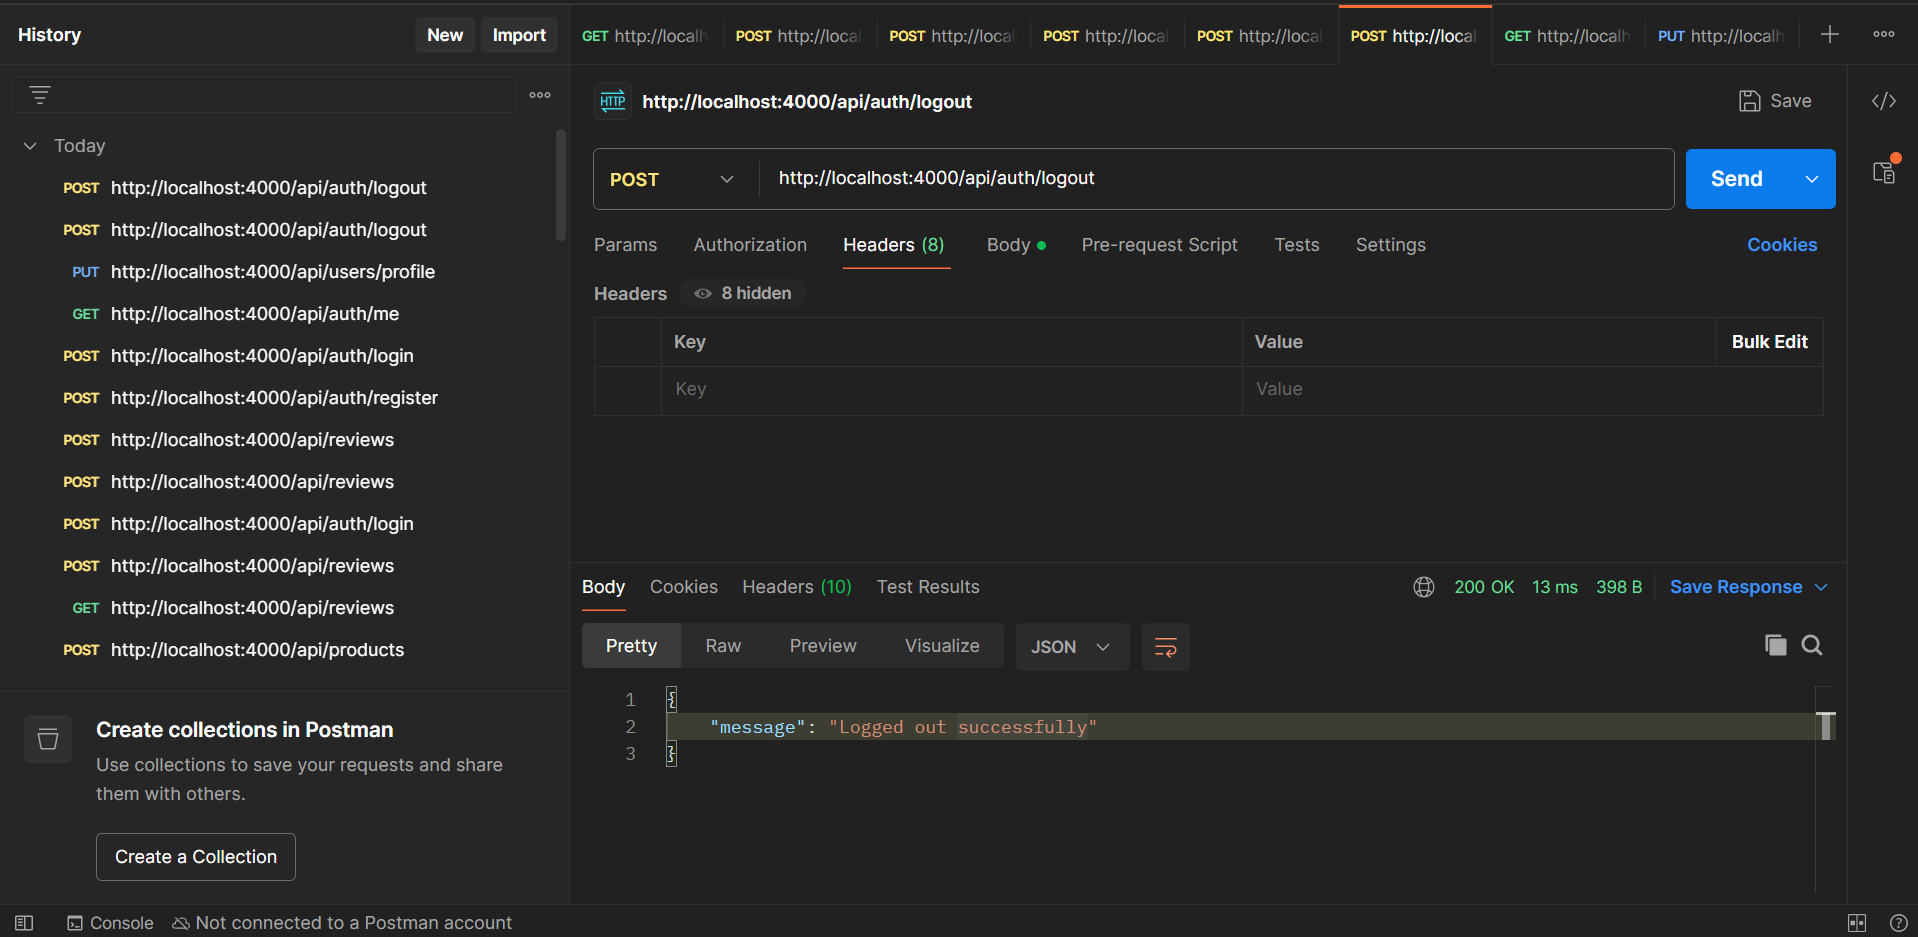 History
New
Import
Today
POST http://localhost:4000/api/auth/logout
POST http://localhost:4000/api/auth/logout
PUT http://localhost:4000/api/users/profile
GET http://localhost:4000/api/auth/me
POST http://localhost:4000/api/auth/login
POST http://localhost:4000/api/auth/register
POST http://localhost:4000/api/reviews
POST http://localhost:4000/api/reviews
POST http://localhost:4000/api/auth/login
POST http://localhost:4000/api/reviews
GET http://localhost:4000/api/reviews
POST http://localhost:4000/api/products
Create collections in Postman
Use collections to save your requests and share
them with others.
Create a Collection
GET http://localh POST http://local POST http://local POST http://local POST http://local POST http://local GET http://localh PUT http://localh
HTTP http://localhost:4000/api/auth/logout
Save
POST http://localhost:4000/api/auth/logout
Send
Params Authorization Headers (8) Body Pre-request Script Tests Settings Cookies
Headers 8 hidden
Key Value Bulk Edit
Key Value
Body Cookies Headers (10) Test Results 200 OK 13 ms 398 B Save Response
Pretty Raw Preview Visualize JSON
1 {
2 "message": "Logged out successfully"
3 }
Console Not connected to a Postman account